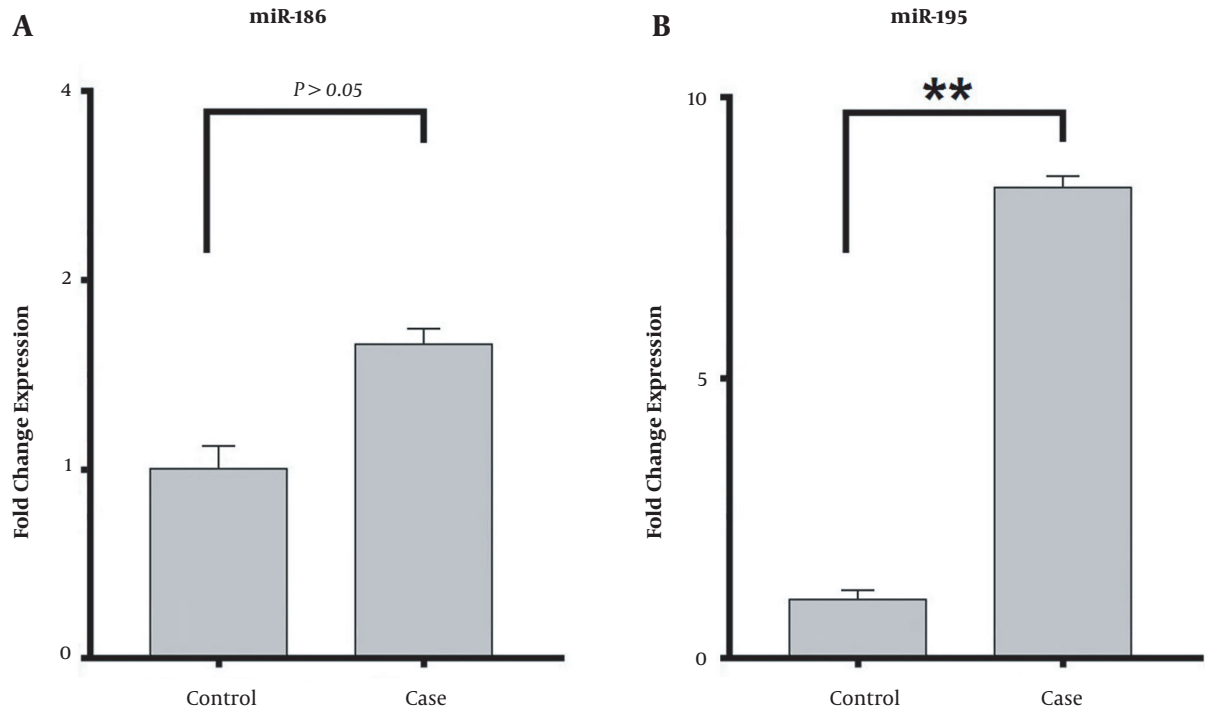 A
miR-186
P > 0.05
4
2
1
0
Fold Change Expression
Control
Case
B
miR-195
**
10
5
0
Fold Change Expression
Control
Case